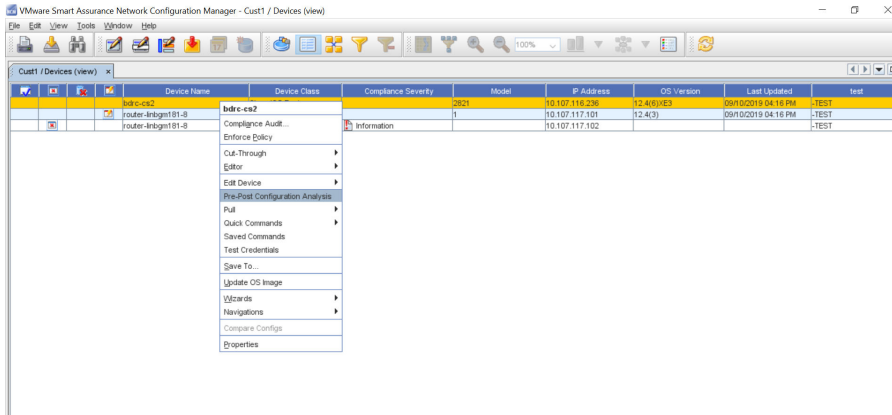 VMware Smart Assurance Network Configuration Manager - Cust1 / Devices (view)
File Edit View Tools Window Help
100%
Cust1 / Devices (view) ×
Device Name Device Class Compliance Severity Model IP Address OS Version Last Updated test
bdrc-cs2 2821 10.107.116.236 12.4(6)XE3 09/10/2019 04:16 PM -TEST
router-linbgm181-8 1 10.107.117.101 12.4(3) 09/10/2019 04:16 PM -TEST
router-linbgm181-8 Information 10.107.117.102 -TEST
bdrc-cs2
Compliance Audit...
Enforce Policy
Cut-Through
Editor
Edit Device
Pre-Post Configuration Analysis
Pull
Quick Commands
Saved Commands
Test Credentials
Save To...
Update OS Image
Wizards
Navigations
Compare Configs
Properties